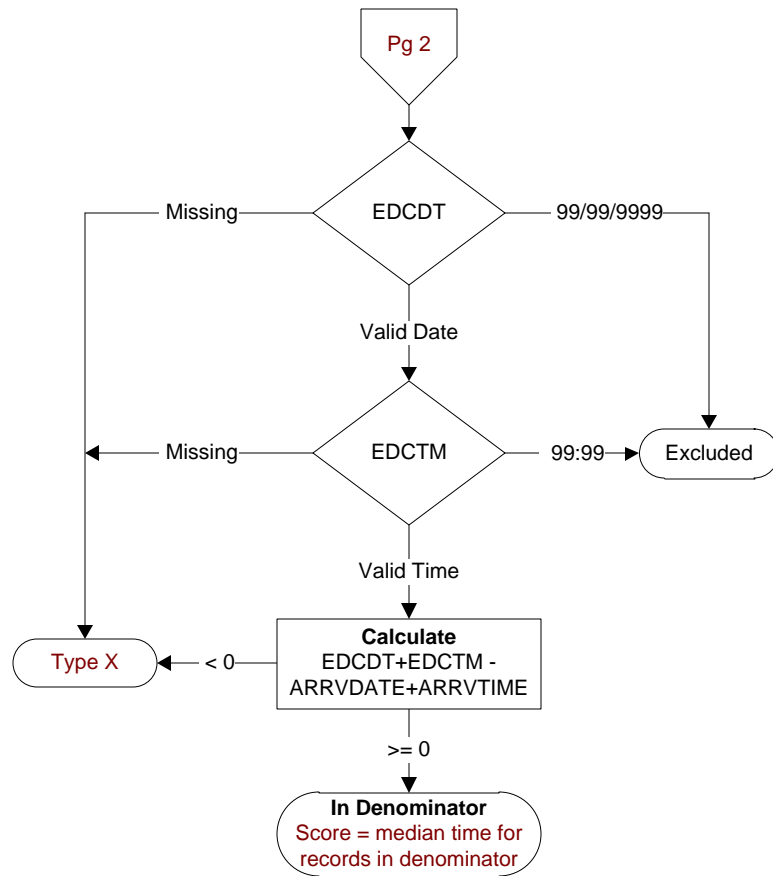 Pg 2
EDCDT
Missing
99/99/9999
Valid Date
EDCTM
Missing
99:99
Excluded
Valid Time
Calculate
EDCDT+EDCTM -
ARRVDATE+ARRVTIME
< 0
Type X
>= 0
In Denominator
Score = median time for
records in denominator